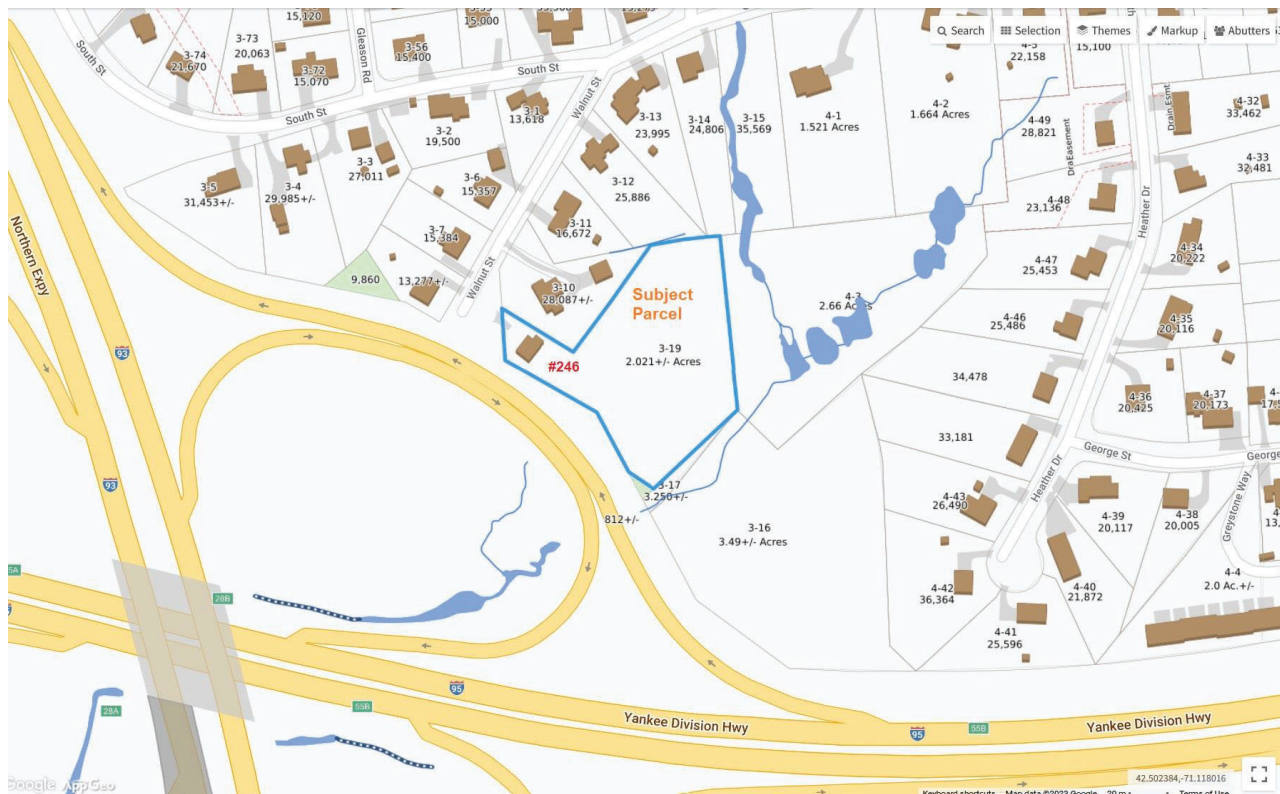 15,120
15,000
3-73
20,063
3-74
21,670
3-72
15,070
3-56
15,400
Gleason Rd
South St
South St
South St
Walnut St
Search
Selection
Themes
Markup
Abutters
22,158
15,100
3-1
13,618
3-2
19,500
3-13
23,995
3-14
24,806
3-15
35,569
4-1
1.521 Acres
4-2
1.664 Acres
4-49
28,821
Drain Esmt
4-32
33,462
3-3
27,011
3-5
31,453+/-
3-4
29,985+/-
3-6
15,357
3-12
25,886
4-48
23,136
4-33
32,481
3-7
15,384
3-11
16,672
Heather Dr
4-34
20,222
4-47
25,453
Northern Expy
9,860
13,277+/-
Walnut St
3-10
28,087+/-
Subject
Parcel
2.66 Acres
4-46
25,486
4-35
20,116
93
3-19
2.021+/- Acres
#246
34,478
4-36
20,425
4-37
20,173
33,181
George St
93
3-17
3.250+/-
812+/-
3-16
3.49+/- Acres
Heather Dr
4-43
26,490
4-39
20,117
4-38
20,005
Greystone Way
4-42
36,364
4-40
21,872
4-4
2.0 Ac.+/-
4-41
25,596
28B
95
28A
55B
Yankee Division Hwy
95
55B
Yankee Division Hwy
Google AppGeo
42.502384,-71.118016
Keyboard shortcuts Map data ©2023 Google 20 m Terms of Use